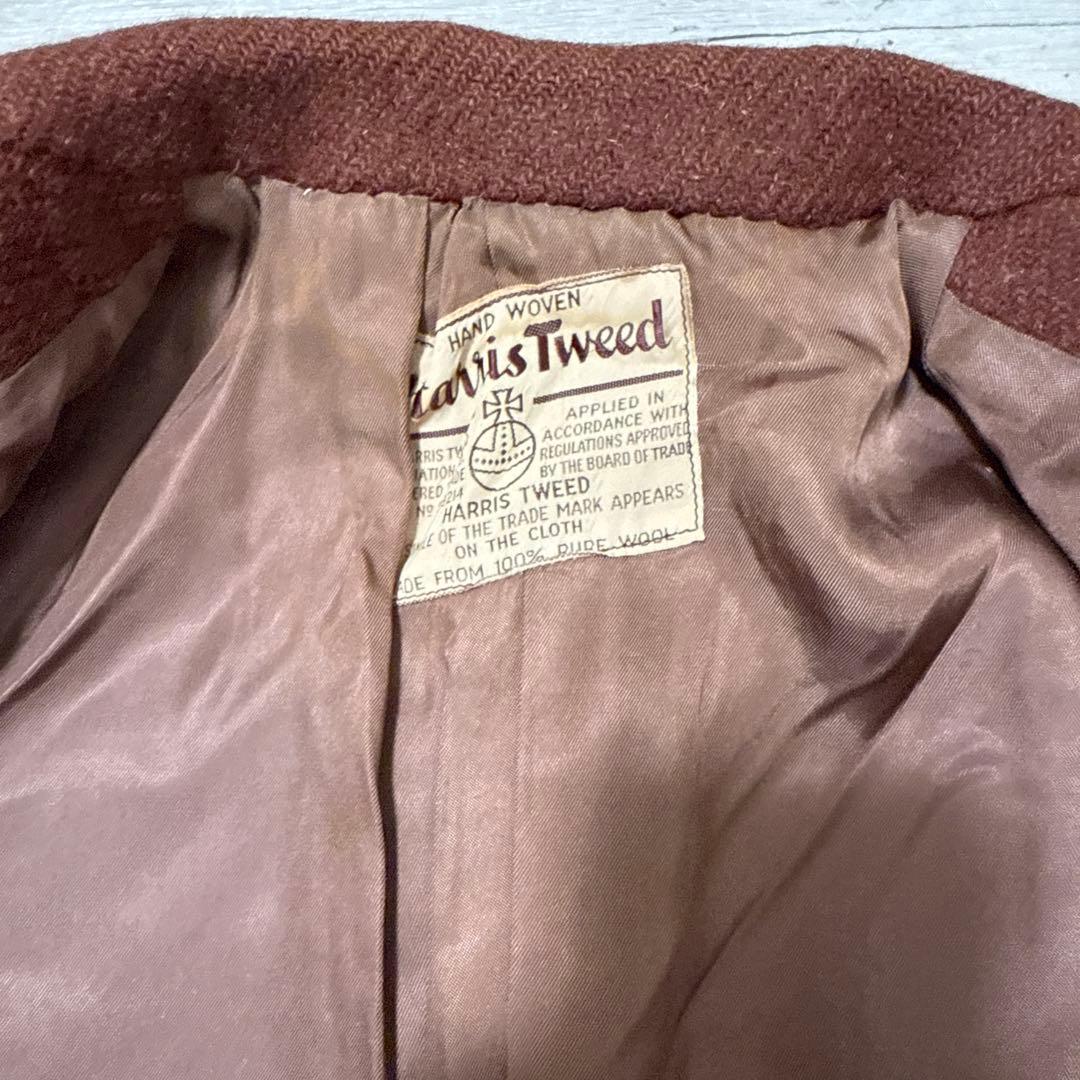 HAND WOVEN
Harris Tweed
APPLIED IN
ACCORDANCE WITH
REGULATIONS APPROVED
BY THE BOARD OF TRADE
HARRIS TWEED
OF THE TRADE MARK APPEARS
ON THE CLOTH
FROM 100% PURE WOOL